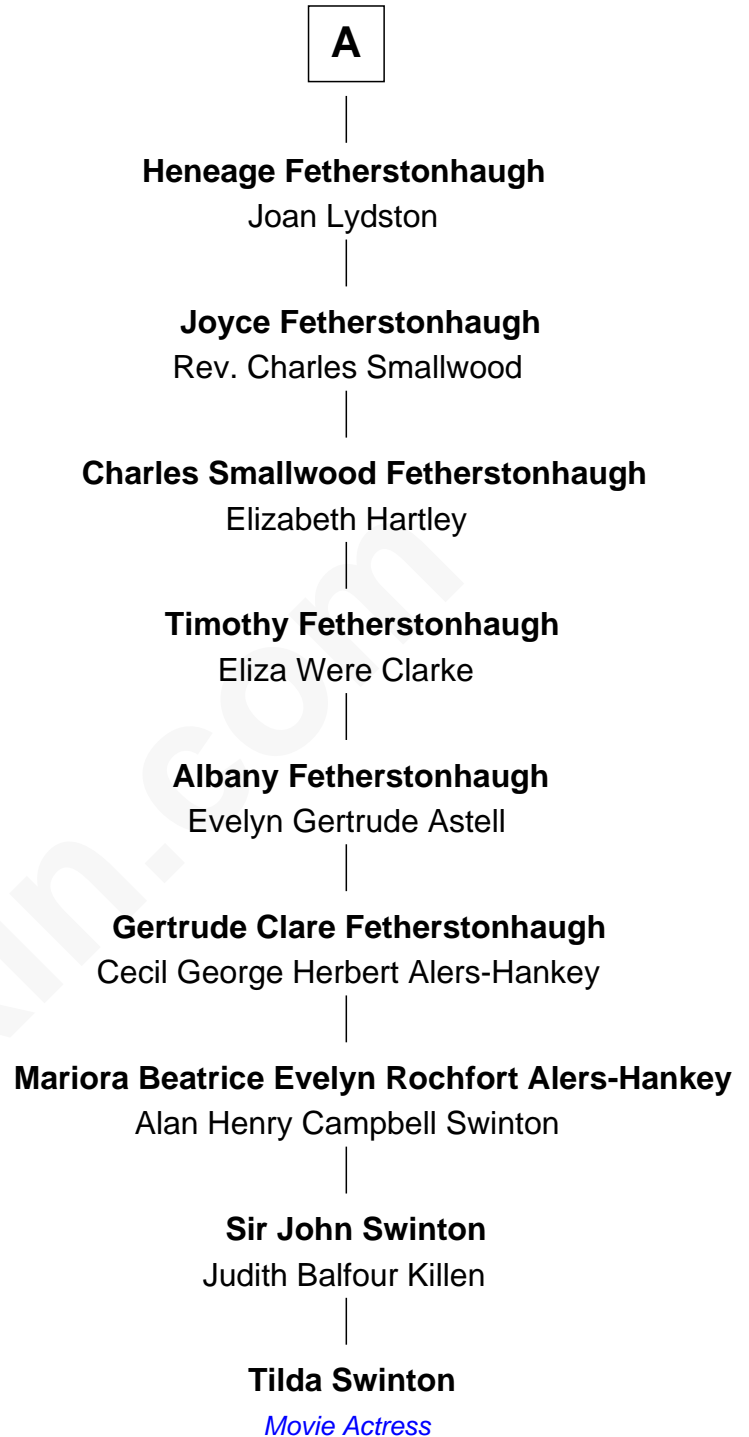 A
Heneage Fetherstonhaugh
Joan Lydston
Joyce Fetherstonhaugh
Rev. Charles Smallwood
Charles Smallwood Fetherstonhaugh
Elizabeth Hartley
Timothy Fetherstonhaugh
Eliza Were Clarke
Albany Fetherstonhaugh
Evelyn Gertrude Astell
Gertrude Clare Fetherstonhaugh
Cecil George Herbert Alers-Hankey
Mariora Beatrice Evelyn Rochfort Alers-Hankey
Alan Henry Campbell Swinton
Sir John Swinton
Judith Balfour Killen
Tilda Swinton
Movie Actress